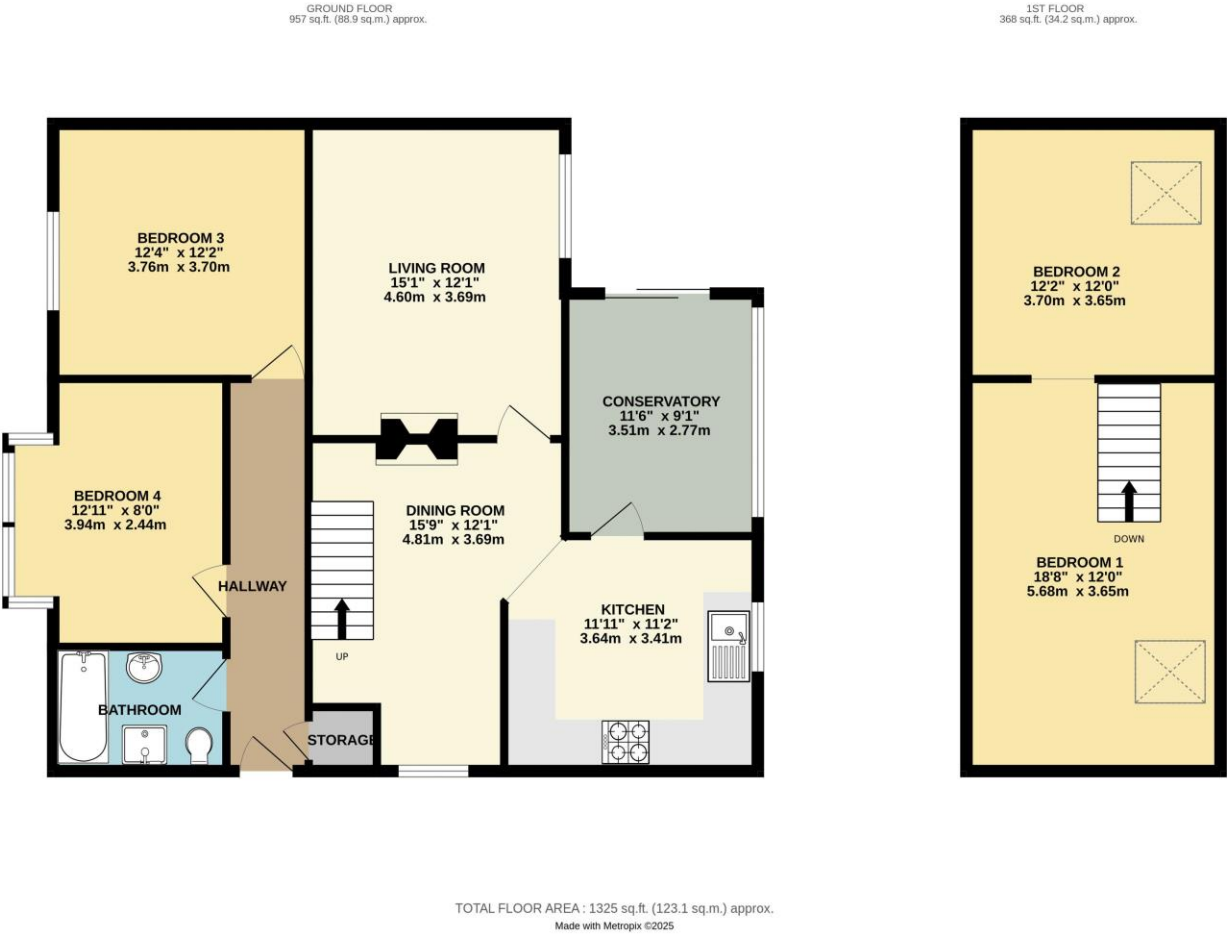 GROUND FLOOR
957 sq.ft. (88.9 sq.m.) approx.
1ST FLOOR
368 sq.ft. (34.2 sq.m.) approx.
BEDROOM 3
12'4" x 12'2"
3.76m x 3.70m
LIVING ROOM
15'1" x 12'1"
4.60m x 3.69m
BEDROOM 2
12'2" x 12'0"
3.70m x 3.65m
CONSERVATORY
11'6" x 9'1"
3.51m x 2.77m
BEDROOM 4
12'11" x 8'0"
3.94m x 2.44m
DINING ROOM
15'9" x 12'1"
4.81m x 3.69m
DOWN
BEDROOM 1
18'8" x 12'0"
5.68m x 3.65m
HALLWAY
KITCHEN
11'11" x 11'2"
3.64m x 3.41m
UP
BATHROOM
STORAGE
TOTAL FLOOR AREA : 1325 sq.ft. (123.1 sq.m.) approx.
Made with Metropix ©2025